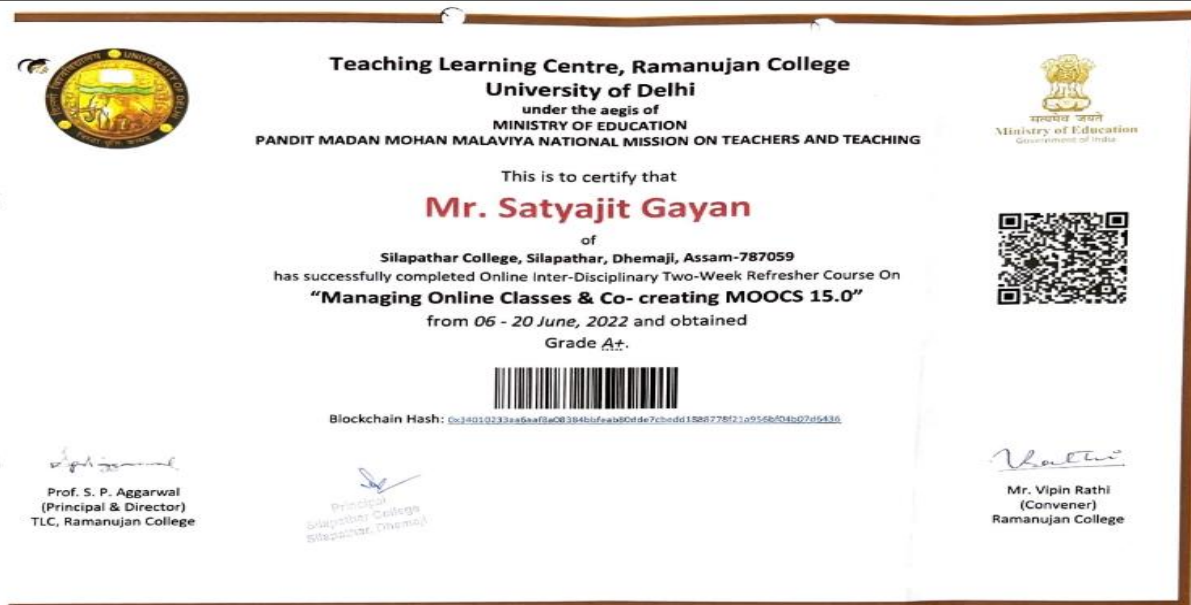 Teaching Learning Centre, Ramanujan College
University of Delhi
under the aegis of
MINISTRY OF EDUCATION
PANDIT MADAN MOHAN MALAVIYA NATIONAL MISSION ON TEACHERS AND TEACHING
सत्यमेव जयते
Ministry of Education
Government of India
This is to certify that
Mr. Satyajit Gayan
of
Silapathar College, Silapathar, Dhemaji, Assam-787059
has successfully completed Online Inter-Disciplinary Two-Week Refresher Course On
“Managing Online Classes & Co- creating MOOCS 15.0”
from 06 - 20 June, 2022 and obtained
Grade A+.
Blockchain Hash:
Prof. S. P. Aggarwal
(Principal & Director)
TLC, Ramanujan College
Principal
Silapathar College
Silapathar, Dhemaji
Mr. Vipin Rathi
(Convener)
Ramanujan College